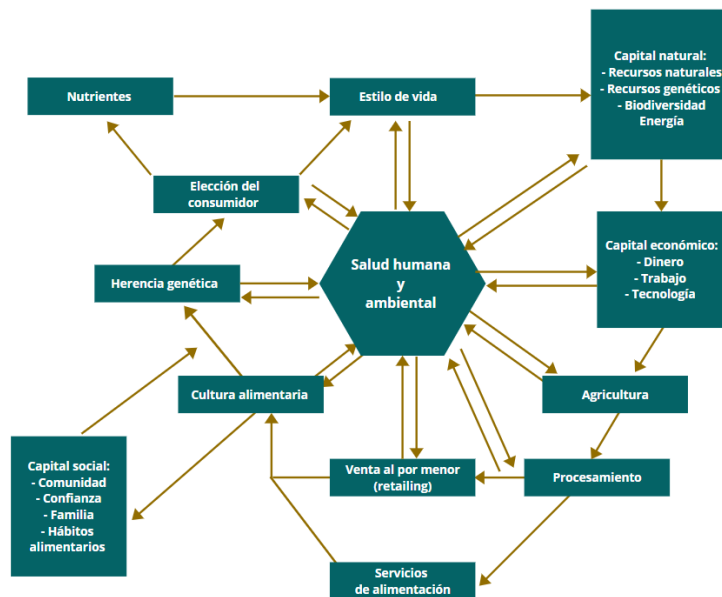 Capital natural:
- Recursos naturales
- Recursos genéticos
- Biodiversidad
Energía
Nutrientes
Estilo de vida
Elección del
consumidor
Capital económico:
- Dinero
- Trabajo
- Tecnología
Salud humana
y
ambiental
Herencia genética
Cultura alimentaria
Agricultura
Capital social:
- Comunidad
- Confianza
- Familia
- Hábitos
alimentarios
Venta al por menor
(retailing)
Procesamiento
Servicios
de alimentación